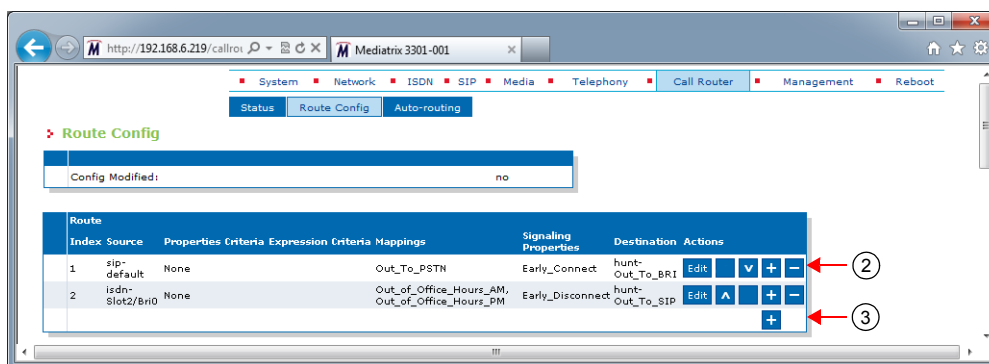 http://192.168.6.219/callrou
Mediatrix 3301-001
System Network ISDN SIP Media Telephony Call Router Management Reboot
Status Route Config Auto-routing
Route Config
Config Modified: no
Route
Index Source Properties Criteria Expression Criteria Mappings Signaling Properties Destination Actions
1 sip-default None Out_To_PSTN Early_Connect hunt-Out_To_BRI Edit v + −
2
2 isdn-Slot2/Bri0 None Out_of_Office_Hours_AM, Out_of_Office_Hours_PM Early_Disconnect hunt-Out_To_SIP Edit ʌ + −
+
3